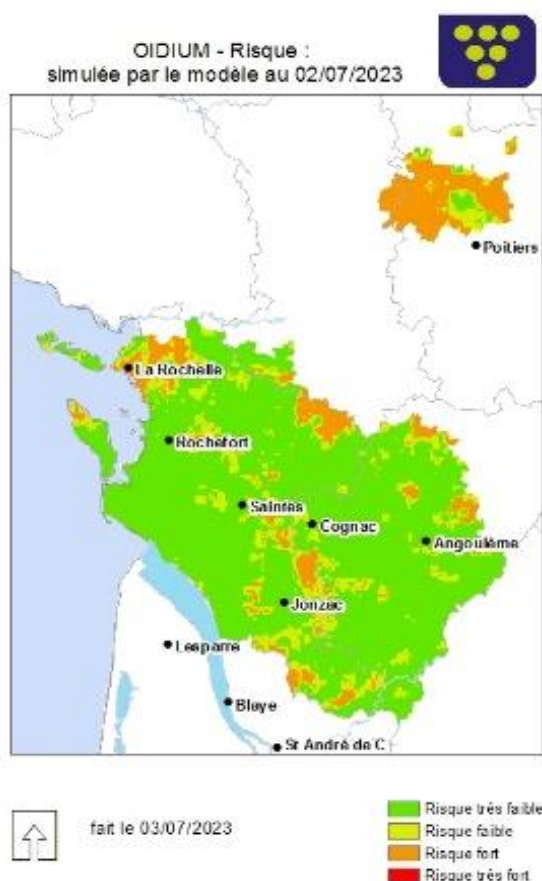 OIDIUM - Risque :
simulée par le modèle au 02/07/2023
Poitiers
La Rochelle
Rochefort
Saintes
Cognac
Angoulême
Jonzac
Lesparre
Blaye
St André de C
fait le 03/07/2023
Risque très faible
Risque faible
Risque fort
Risque très fort